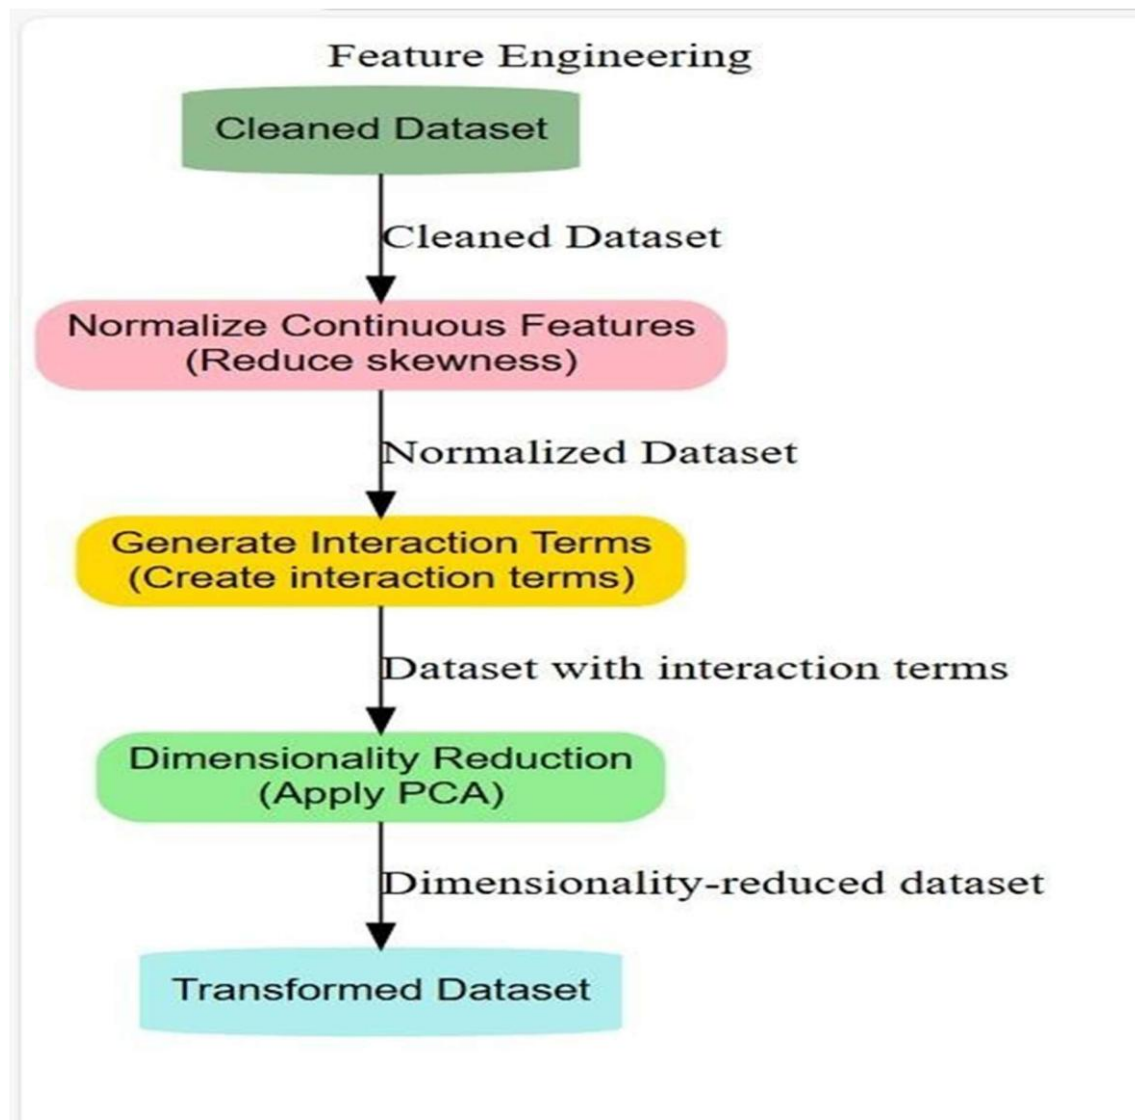 Feature Engineering
Cleaned Dataset
Cleaned Dataset
Normalize Continuous Features
(Reduce skewness)
Normalized Dataset
Generate Interaction Terms
(Create interaction terms)
Dataset with interaction terms
Dimensionality Reduction
(Apply PCA)
Dimensionality-reduced dataset
Transformed Dataset